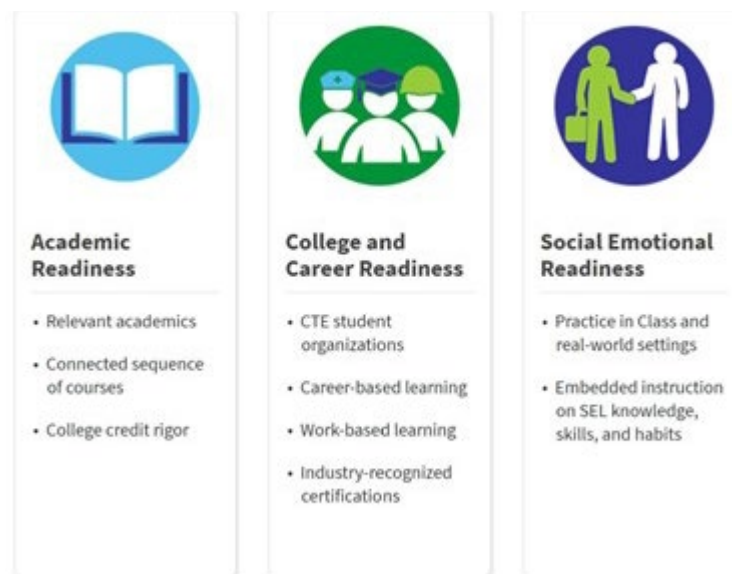 Academic
Readiness
• Relevant academics
• Connected sequence
of courses
• College credit rigor
College and
Career Readiness
• CTE student
organizations
• Career-based learning
• Work-based learning
• Industry-recognized
certifications
Social Emotional
Readiness
• Practice in Class and
real-world settings
• Embedded instruction
on SEL knowledge,
skills, and habits